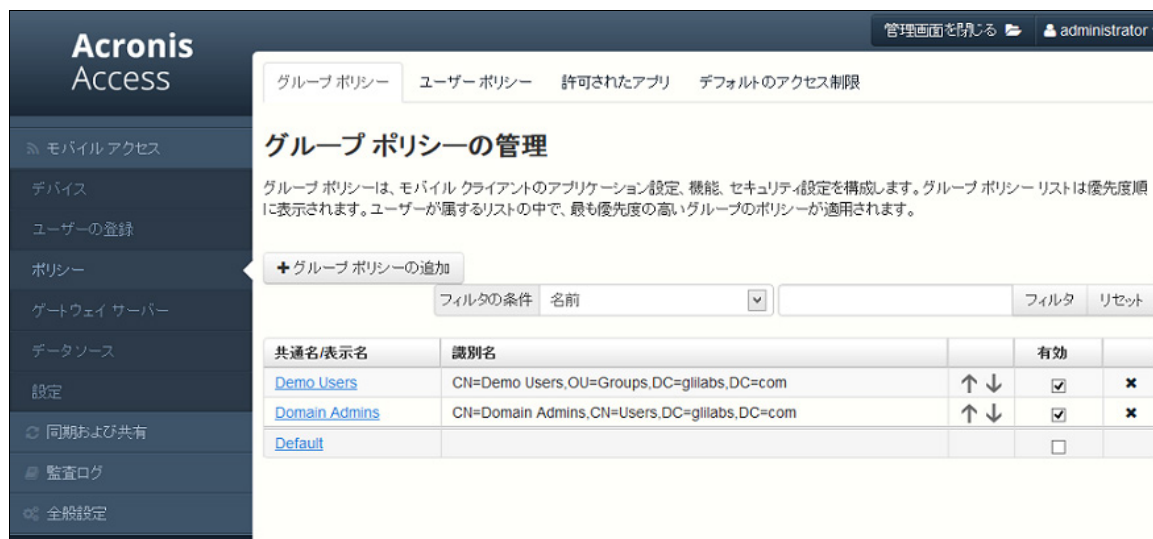 管理画面を閉じる administrator
Acronis
Access
グループ ポリシー ユーザー ポリシー 許可されたアプリ デフォルトのアクセス制限
モバイル アクセス
デバイス
ユーザーの登録
ポリシー
ゲートウェイ サーバー
データソース
設定
同期および共有
監査ログ
全般設定
グループ ポリシーの管理
グループ ポリシーは、モバイル クライアントのアプリケーション設定、機能、セキュリティ設定を構成します。グループ ポリシー リストは優先度順
に表示されます。ユーザーが属するリストの中で、最も優先度の高いグループのポリシーが適用されます。
グループ ポリシーの追加
フィルタの条件 名前 フィルタ リセット
共通名/表示名 識別名 有効
Demo Users CN=Demo Users,OU=Groups,DC=glilabs,DC=com
Domain Admins CN=Domain Admins,CN=Users,DC=glilabs,DC=com
Default